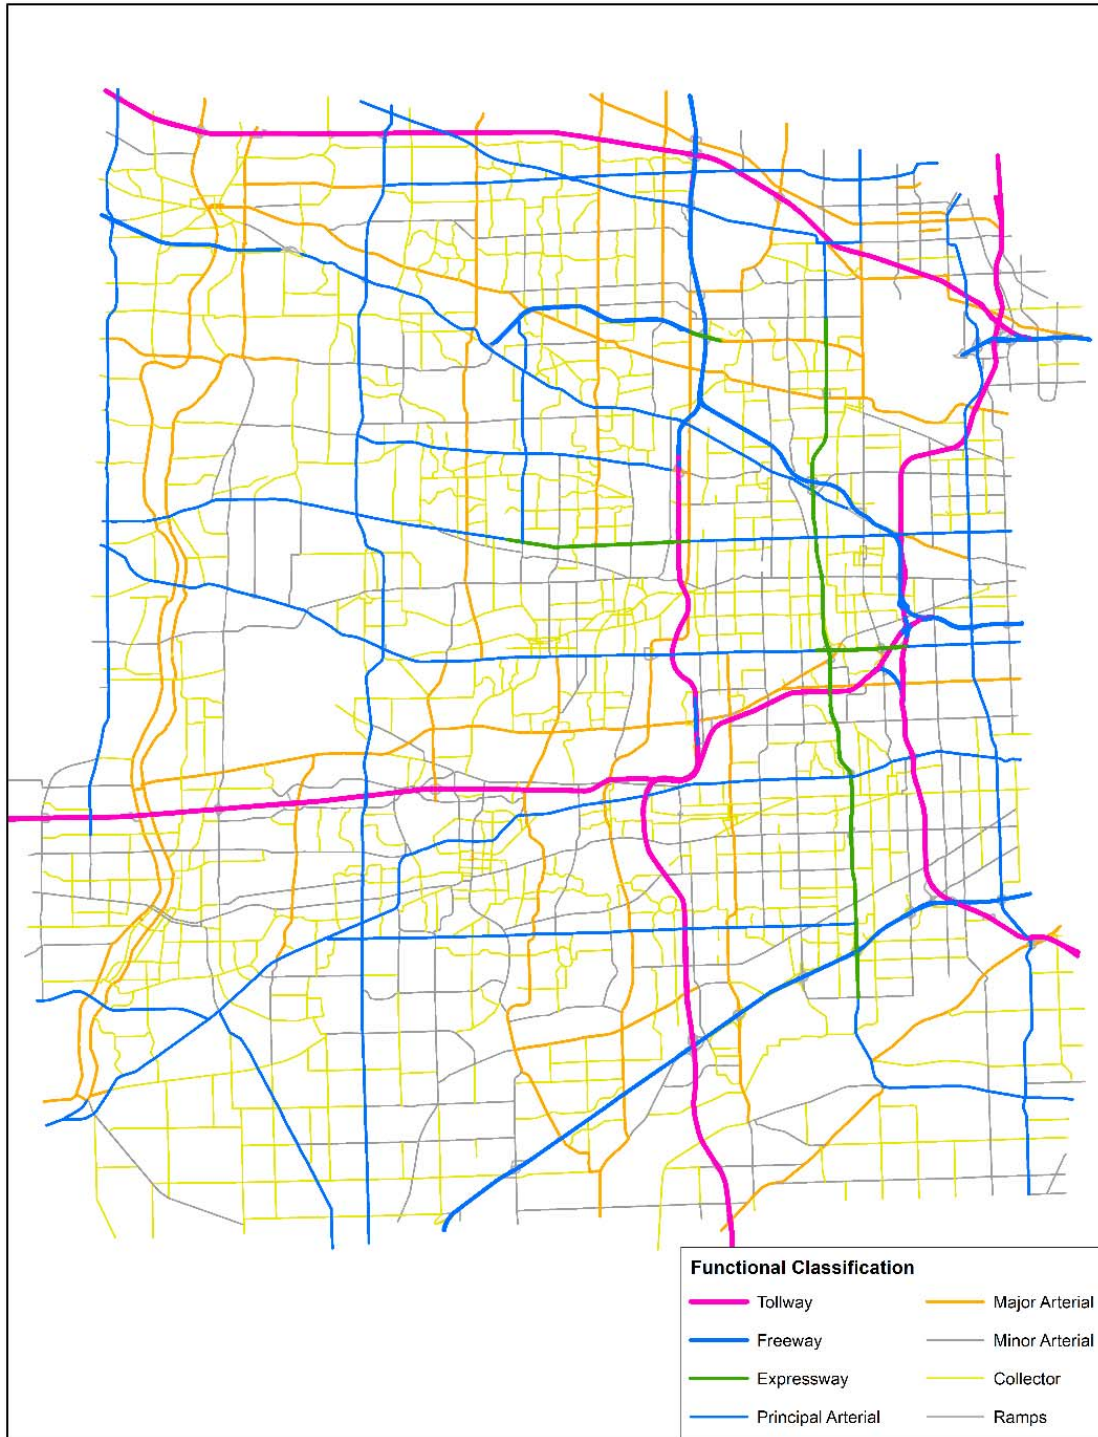 Functional Classification
Tollway
Major Arterial
Freeway
Minor Arterial
Expressway
Collector
Principal Arterial
Ramps